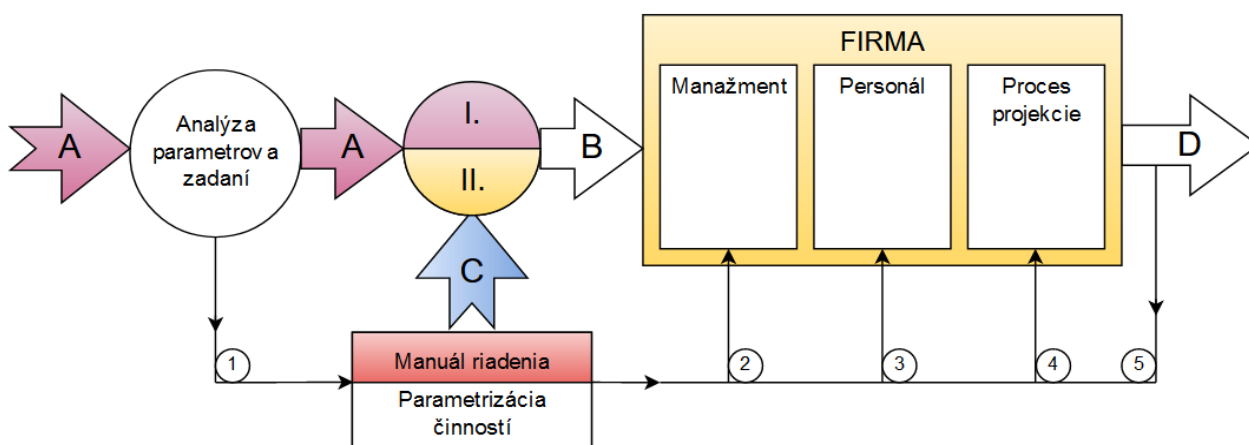 A
Analýza
parametrov a
zadaní
A
I.
II.
B
C
FIRMA
Manažment
Personál
Proces
projekcie
D
1
Manuál riadenia
Parametrizácia
činností
2
3
4
5